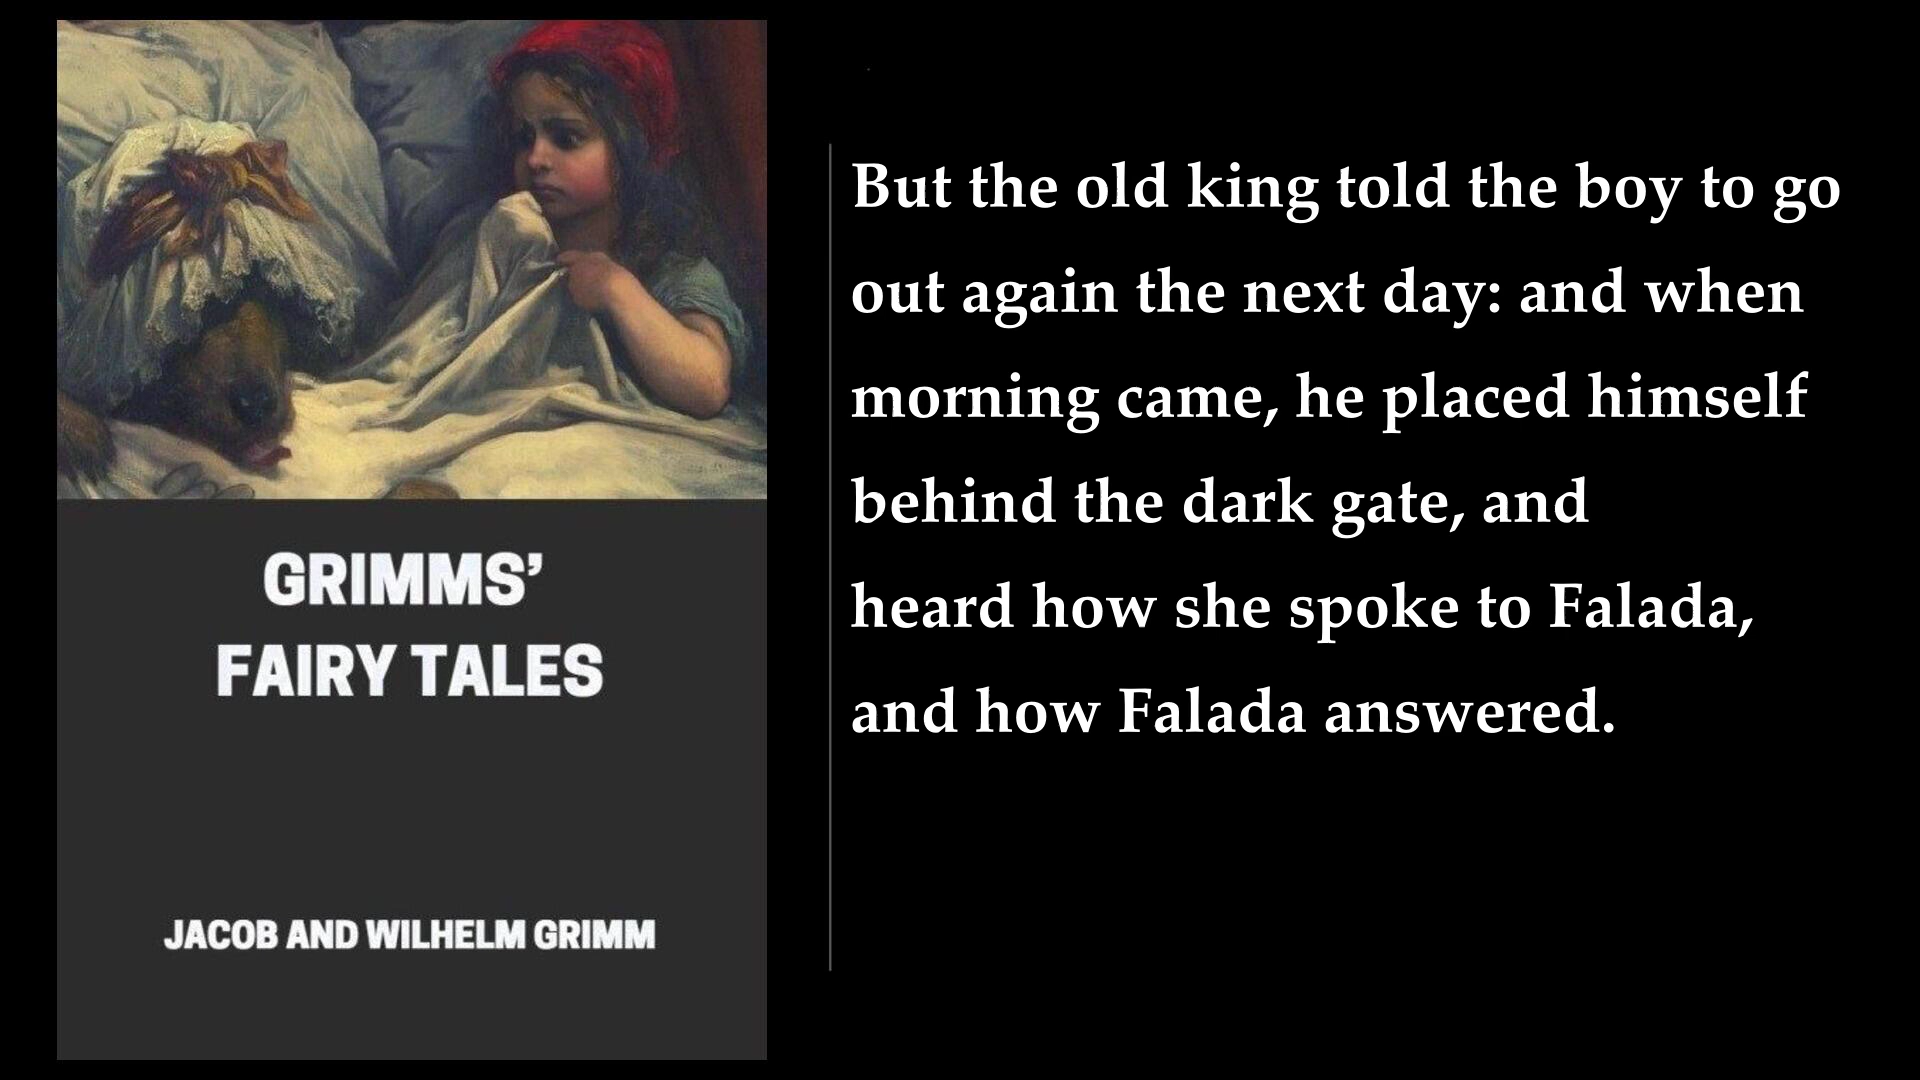 GRIMMS’
FAIRY TALES
JACOB AND WILHELM GRIMM
But the old king told the boy to go
out again the next day: and when
morning came, he placed himself
behind the dark gate, and
heard how she spoke to Falada,
and how Falada answered.